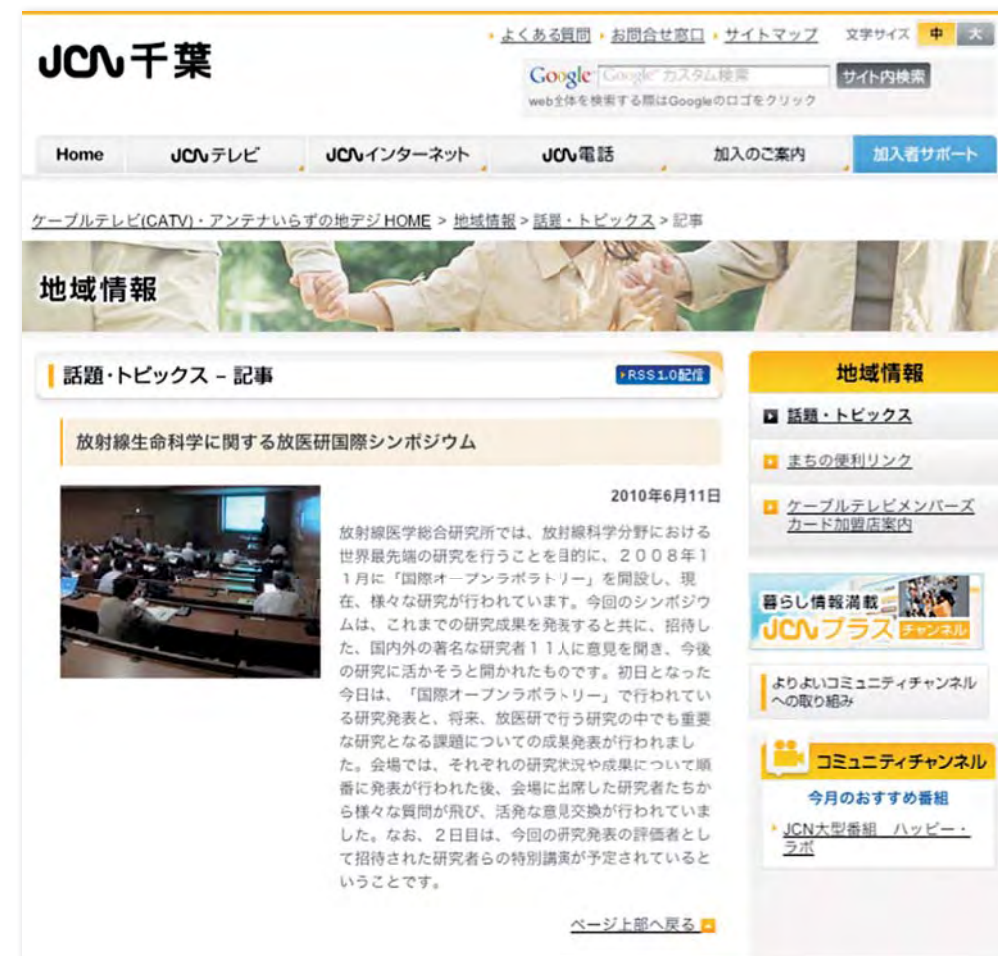 JCN千葉
よくある質問 お問合せ窓口 サイトマップ 文字サイズ 中 大
Google Google カスタム検索 サイト内検索
web全体を検索する際はGoogleのロゴをクリック
Home JCNテレビ JCNインターネット JCN電話 加入のご案内 加入者サポート
ケーブルテレビ(CATV)・アンテナいらずの地デジ HOME > 地域情報 > 話題・トピックス > 記事
地域情報
話題・トピックス – 記事
RSS1.0配信
放射線生命科学に関する放医研国際シンポジウム
2010年6月11日
放射線医学総合研究所では、放射線科学分野における
世界最先端の研究を行うことを目的に、２００８年１
１月に「国際オープンラボラトリー」を開設し、現
在、様々な研究が行われています。今回のシンポジウ
ムは、これまでの研究成果を発表すると共に、招待し
た、国内外の著名な研究者１１人に意見を聞き、今後
の研究に活かそうと開かれたものです。初日となった
今日は、「国際オープンラボラトリー」で行われてい
る研究発表と、将来、放医研で行う研究の中でも重要
な研究となる課題についての成果発表が行われまし
た。会場では、それぞれの研究状況や成果について順
番に発表が行われた後、会場に出席した研究者たちか
ら様々な質問が飛び、活発な意見交換が行われていま
した。なお、２日目は、今回の研究発表の評価者とし
て招待された研究者らの特別講演が予定されていると
いうことです。
ページ上部へ戻る
地域情報
話題・トピックス
まちの便利リンク
ケーブルテレビメンバーズ
カード加盟店案内
暮らし情報満載
JCNプラス チャンネル
よりよいコミュニティチャンネル
への取り組み
コミュニティチャンネル
今月のおすすめ番組
JCN大型番組 ハッピー・
ラボ